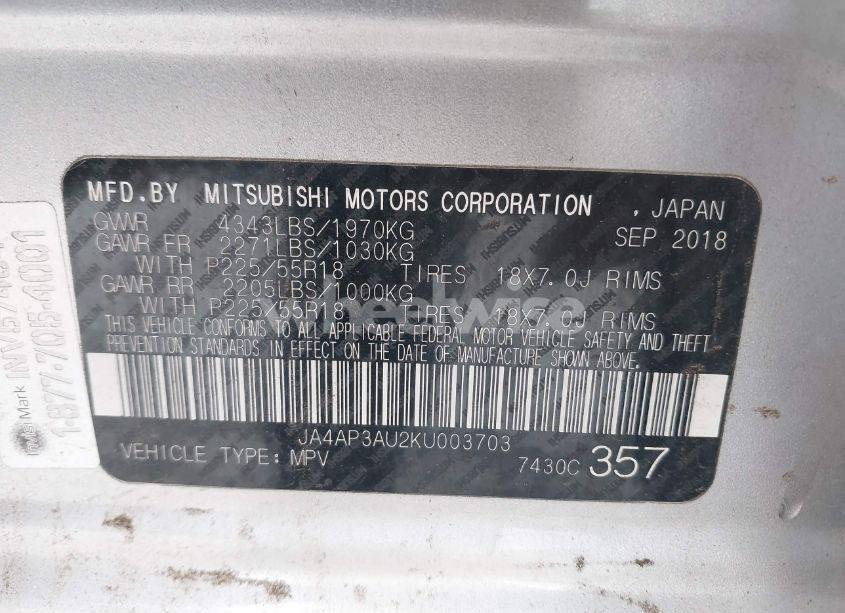 MFD.BY MITSUBISHI MOTORS CORPORATION , JAPAN
GVWR 4343LBS/1970KG SEP 2018
GAWR FR 2271LBS/1030KG
WITH P225/55R18 TIRES 18X7.0J RIMS
GAWR RR 2205LBS/1000KG
WITH P225/55R18 TIRES 18X7.0J RIMS
THIS VEHICLE CONFORMS TO ALL APPLICABLE FEDERAL MOTOR VEHICLE SAFETY AND THEFT
PREVENTION STANDARDS IN EFFECT ON THE DATE OF MANUFACTURE SHOWN ABOVE.
JA4AP3AU2KU003703
VEHICLE TYPE: MPV 7430C 357
Mark
1-877-705-4001